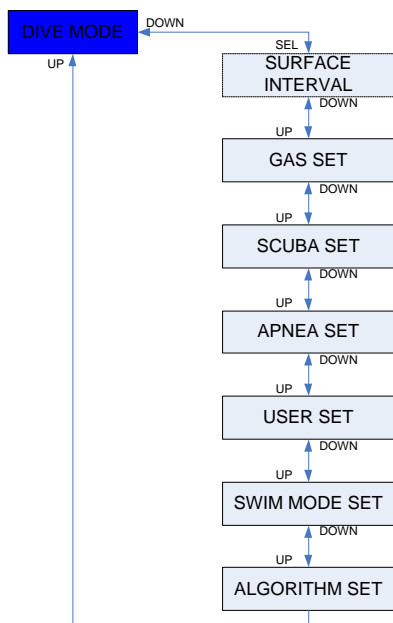 DIVE MODE
DOWN
UP
SEL
SURFACE
INTERVAL
DOWN
UP
GAS SET
DOWN
UP
SCUBA SET
DOWN
UP
APNEA SET
DOWN
UP
USER SET
DOWN
UP
SWIM MODE SET
DOWN
UP
ALGORITHM SET